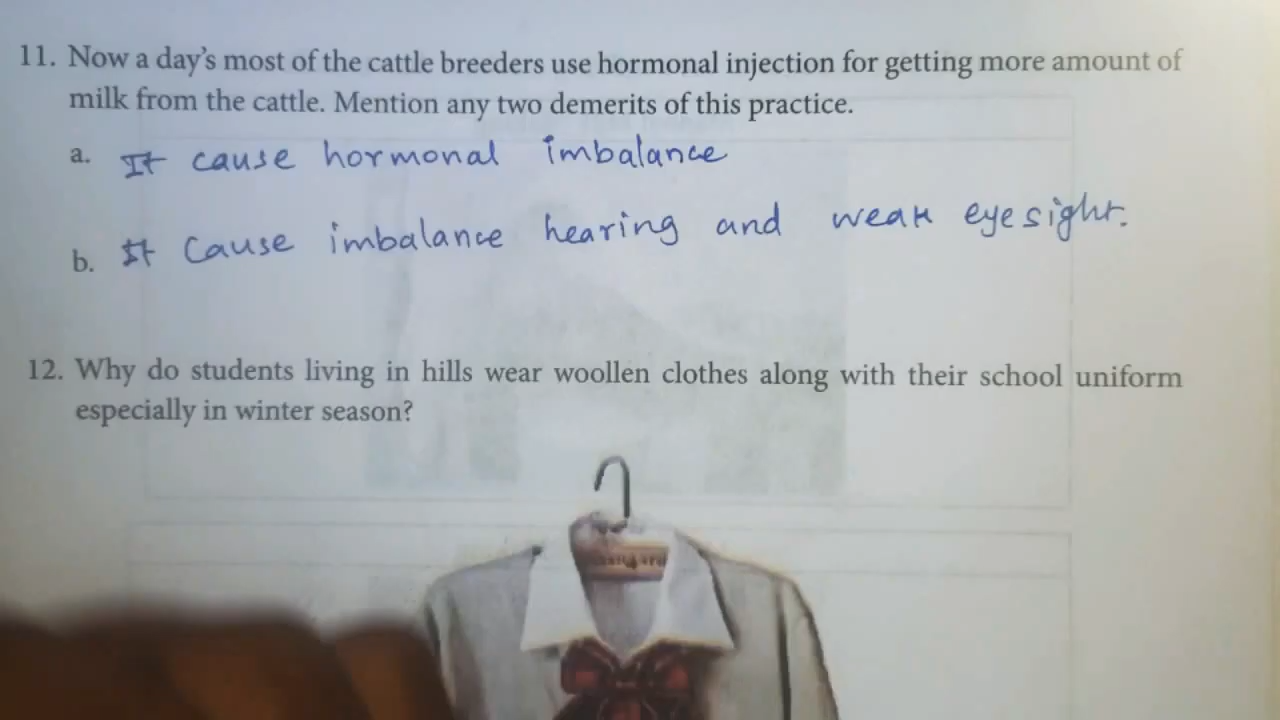 11. Now a day's most of the cattle breeders use hormonal injection for getting more amount of
milk from the cattle. Mention any two demerits of this practice.
a. It cause hormonal imbalance
b. It cause imbalance hearing and weak eyesight.
12. Why do students living in hills wear woollen clothes along with their school uniform
especially in winter season?